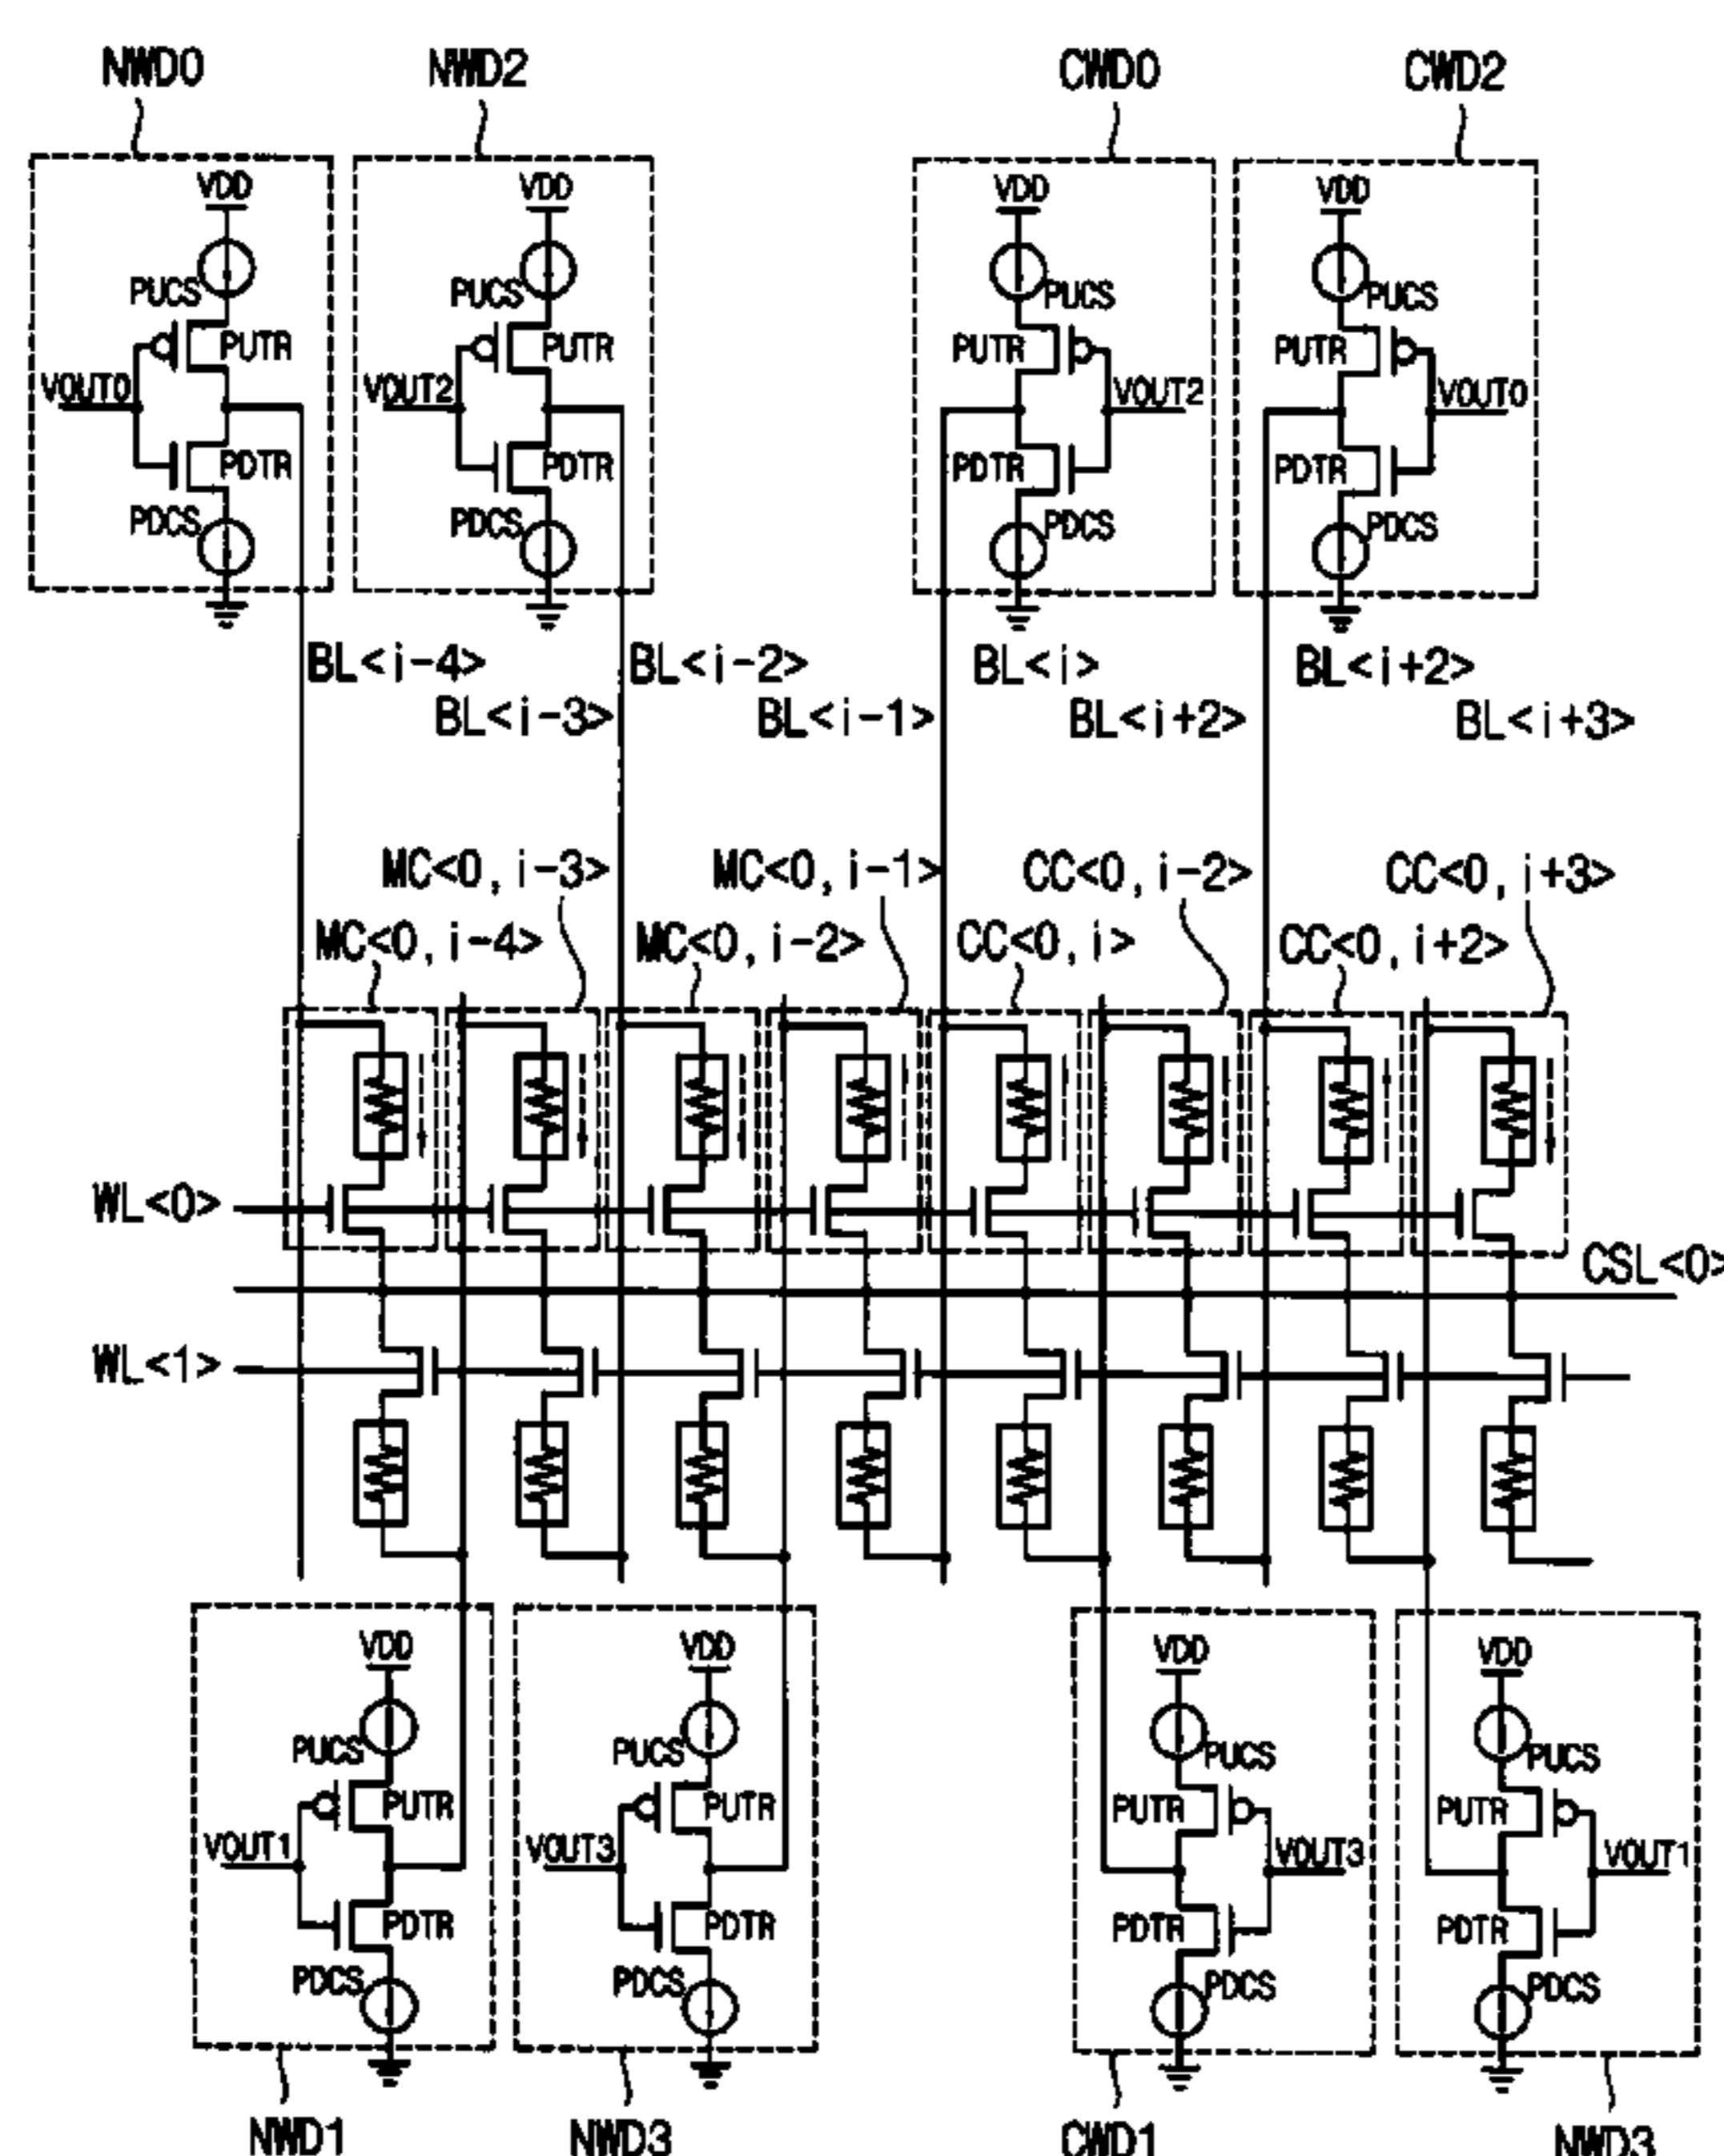 NWD0 NWD2 CWD0 CWD2
VDD VDD VDD VDD
PUCS PUCS PUCS PUCS
PUTR PUTR PUTR PUTR
VOUT0 VOUT2 VOUT2 VOUT0
PDTR PDTR PDTR PDTR
PDCS PDCS PDCS PDCS
BL<i-4> BL<i-2> BL<i> BL<i+2>
BL<i-3> BL<i-1> BL<i+2> BL<i+3>
MC<0, i-3> MC<0, i-1> CC<0, i-2> CC<0, i+3>
MC<0, i-4> MC<0, i-2> CC<0, i> CC<0, i+2>
WL<0>
CSL<0>
WL<1>
VDD VDD VDD VDD
PUCS PUCS PUCS PUCS
PUTR PUTR PUTR PUTR
VOUT1 VOUT3 VOUT3 VOUT1
PDTR PDTR PDTR PDTR
PDCS PDCS PDCS PDCS
NWD1 NWD3 CWD1 NWD3